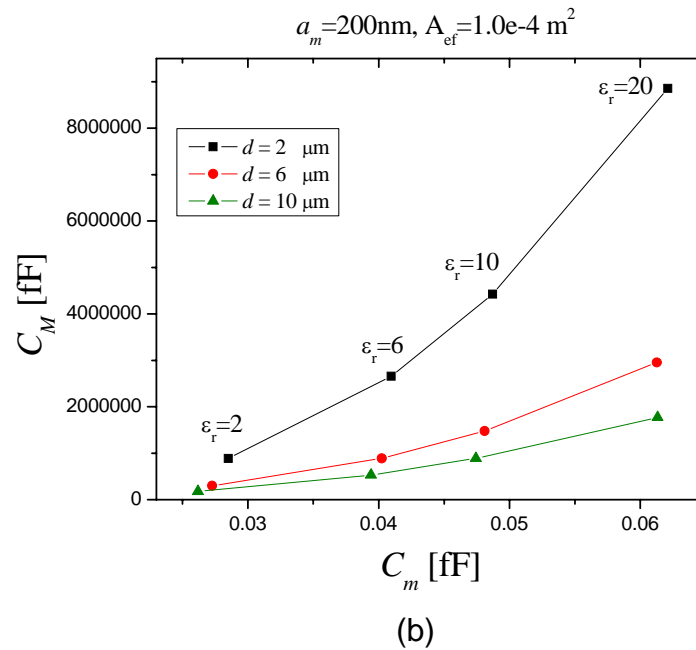 a_m=200nm, A_ef=1.0e-4 m²
ε_r=20
8000000
d = 2 μm
d = 6 μm
d = 10 μm
6000000
ε_r=10
C_M [fF]
4000000
ε_r=6
2000000
ε_r=2
0
0.03 0.04 0.05 0.06
C_m [fF]
(b)